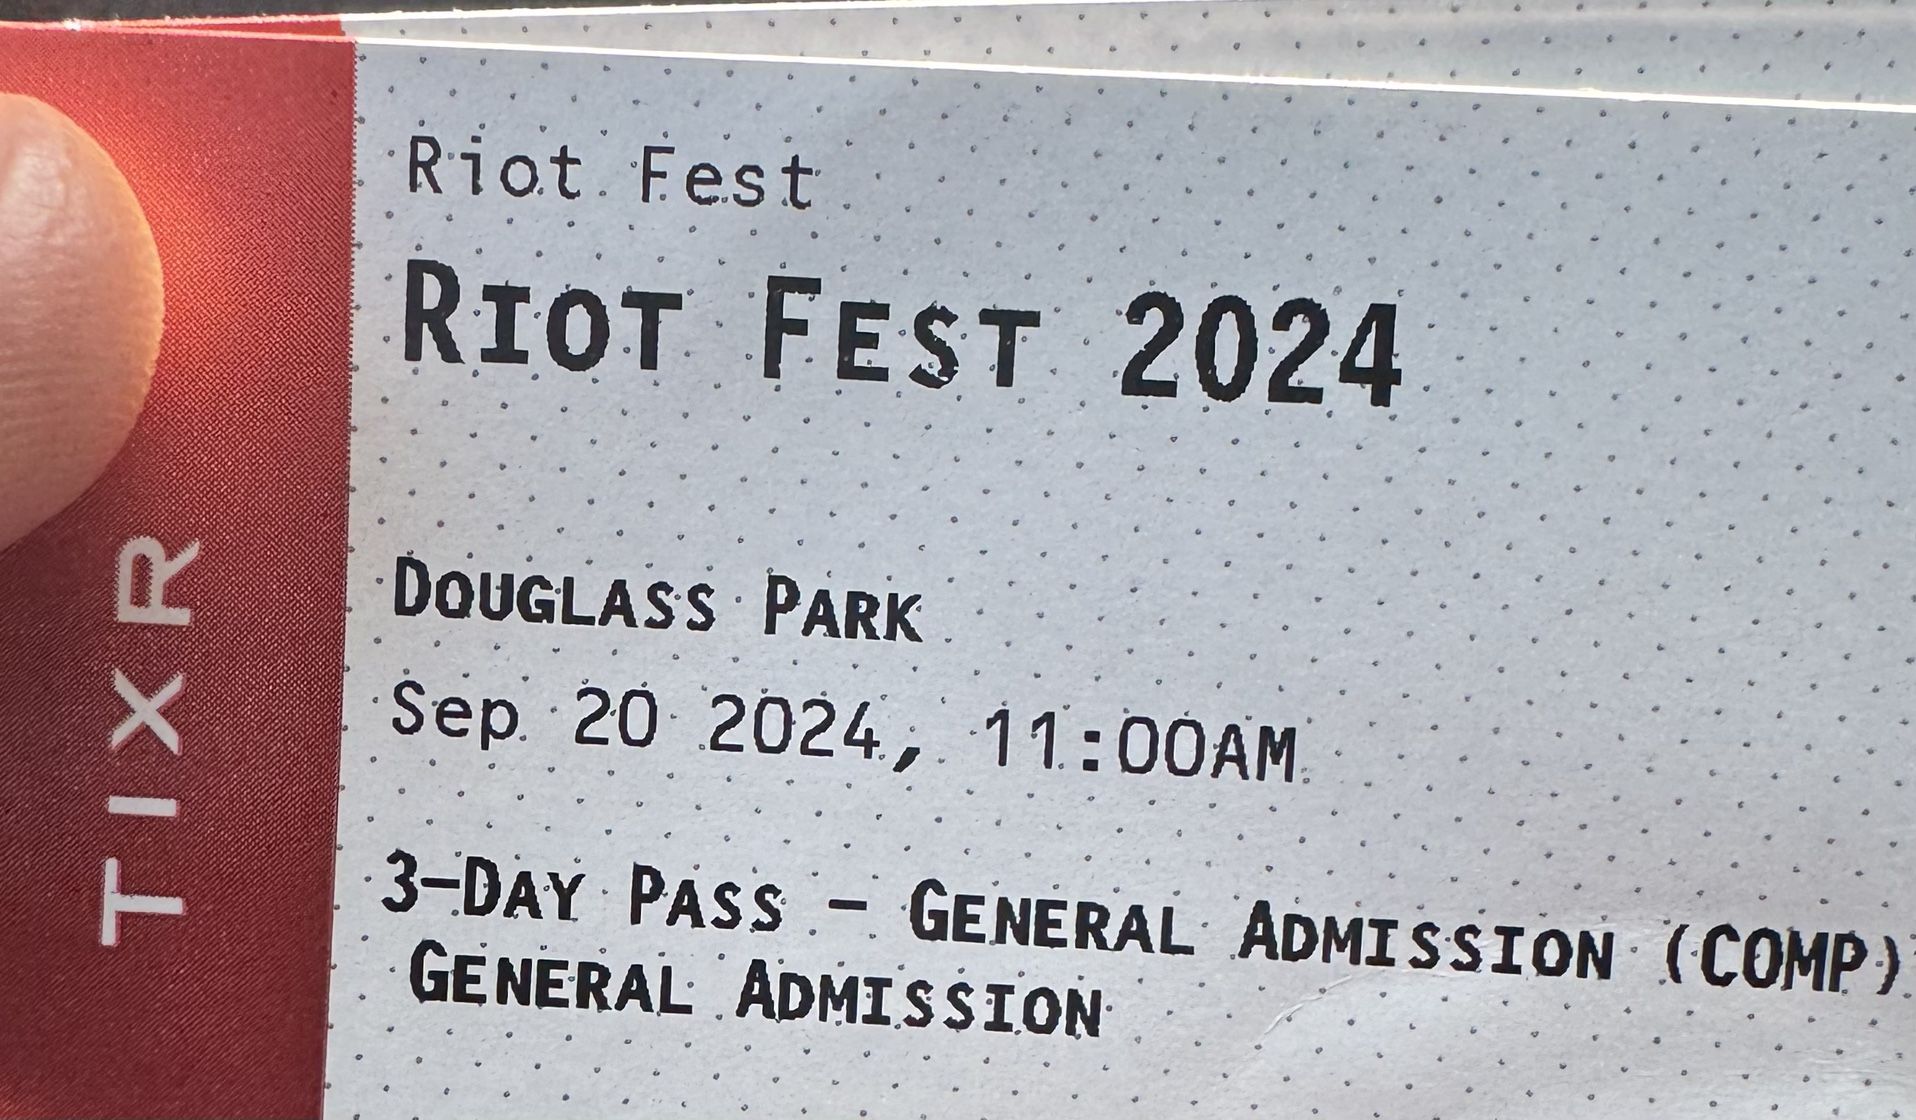 TIXR
Riot Fest
RIOT FEST 2024
DOUGLASS PARK
Sep 20 2024, 11:00AM
3-DAY PASS - GENERAL ADMISSION (COMP)
GENERAL ADMISSION